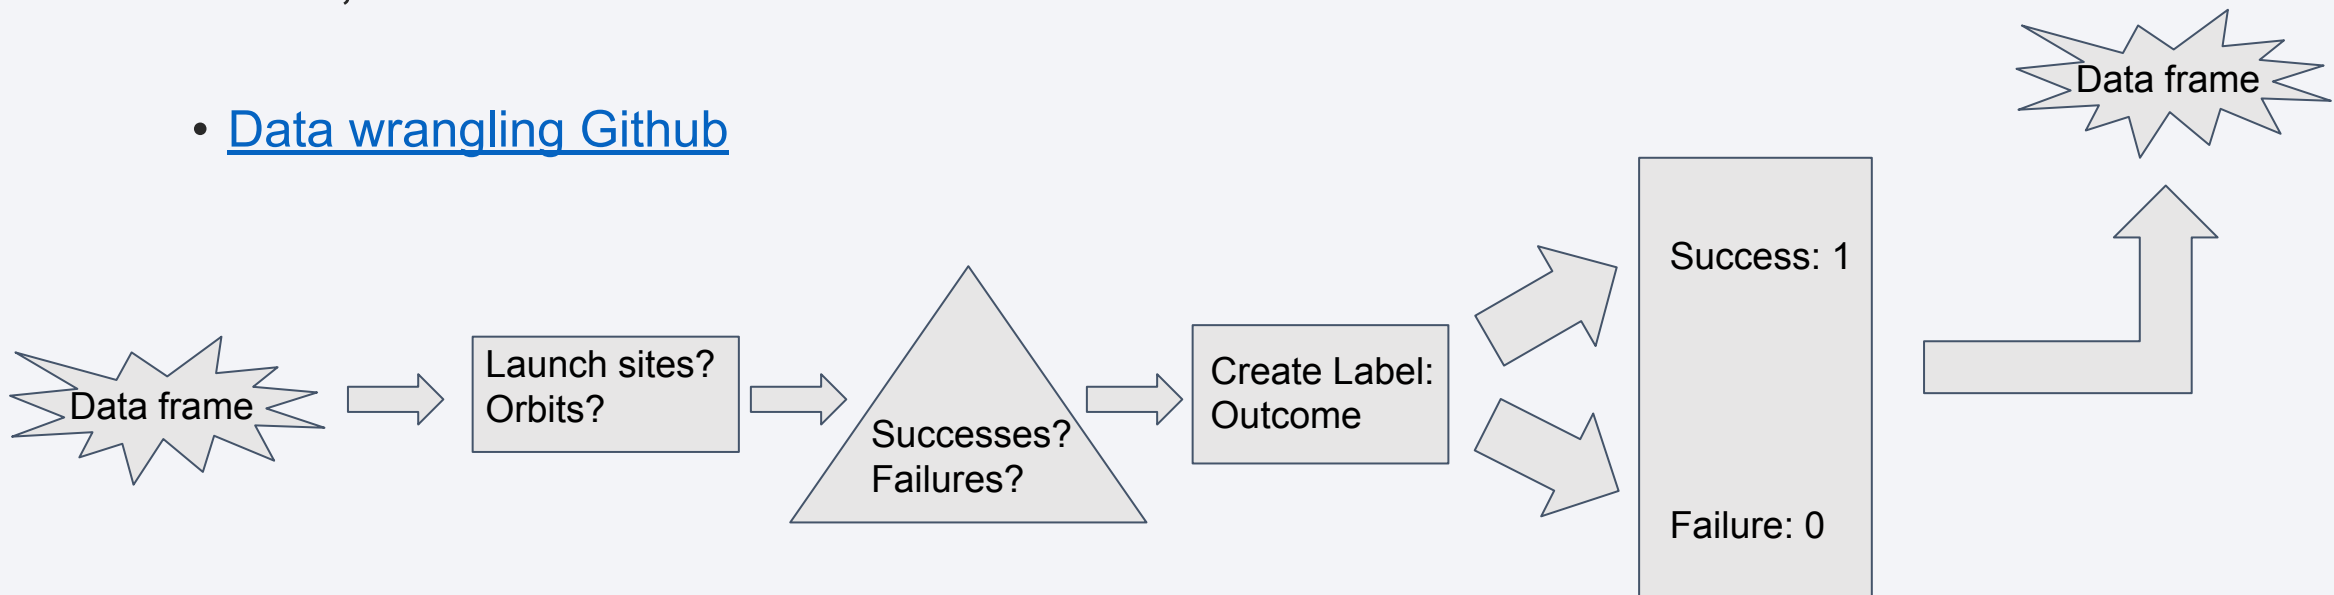 • Data wrangling Github
Data frame
Launch sites?
Orbits?
Successes?
Failures?
Create Label:
Outcome
Success: 1
Failure: 0
Data frame